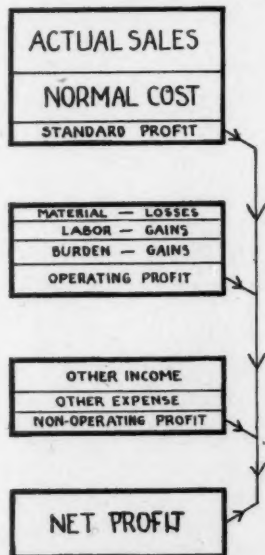 ACTUAL SALES
NORMAL COST
STANDARD PROFIT
MATERIAL — LOSSES
LABOR — GAINS
BURDEN — GAINS
OPERATING PROFIT
OTHER INCOME
OTHER EXPENSE
NON-OPERATING PROFIT
NET PROFIT